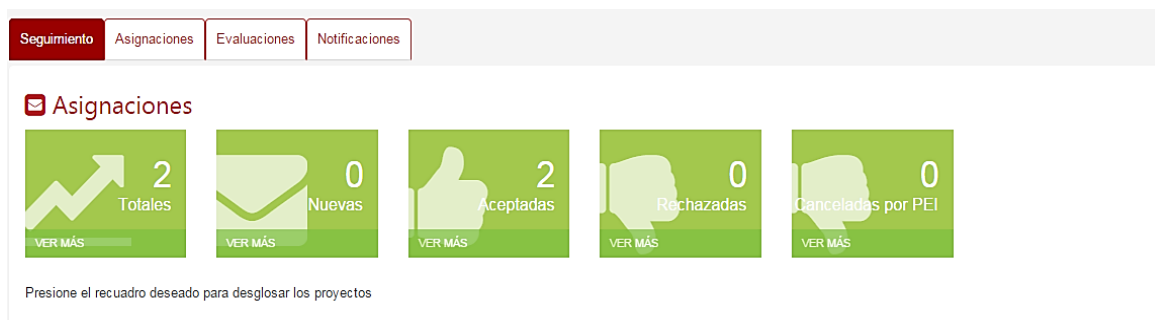 Seguimiento Asignaciones Evaluaciones Notificaciones
Asignaciones
2 0 2 0 0
Totales Nuevas Aceptadas Rechazadas Canceladas por PEI
VER MÁS VER MÁS VER MÁS VER MÁS VER MÁS
Presione el recuadro deseado para desglosar los proyectos